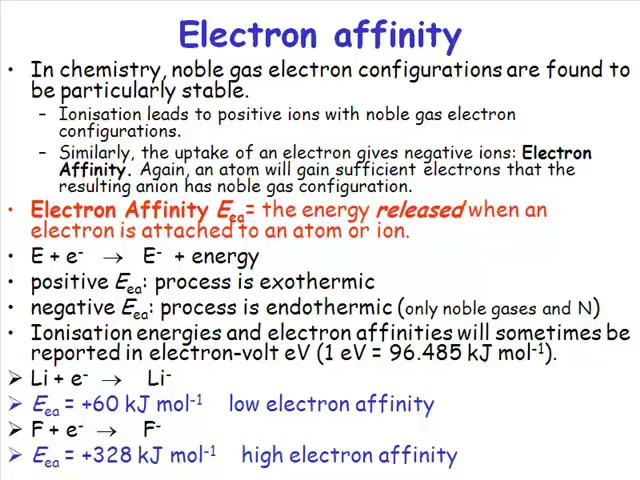 Electron affinity
• In chemistry, noble gas electron configurations are found to
be particularly stable.
– Ionisation leads to positive ions with noble gas electron
configurations.
– Similarly, the uptake of an electron gives negative ions: Electron
Affinity. Again, an atom will gain sufficient electrons that the
resulting anion has noble gas configuration.
• Electron Affinity Eₑₐ= the energy released when an
electron is attached to an atom or ion.
• E + e⁻ → E⁻ + energy
• positive Eₑₐ: process is exothermic
• negative Eₑₐ: process is endothermic (only noble gases and N)
• Ionisation energies and electron affinities will sometimes be
reported in electron-volt eV (1 eV = 96.485 kJ mol⁻¹).
➢ Li + e⁻ → Li⁻
➢ Eₑₐ = +60 kJ mol⁻¹ low electron affinity
➢ F + e⁻ → F⁻
➢ Eₑₐ = +328 kJ mol⁻¹ high electron affinity